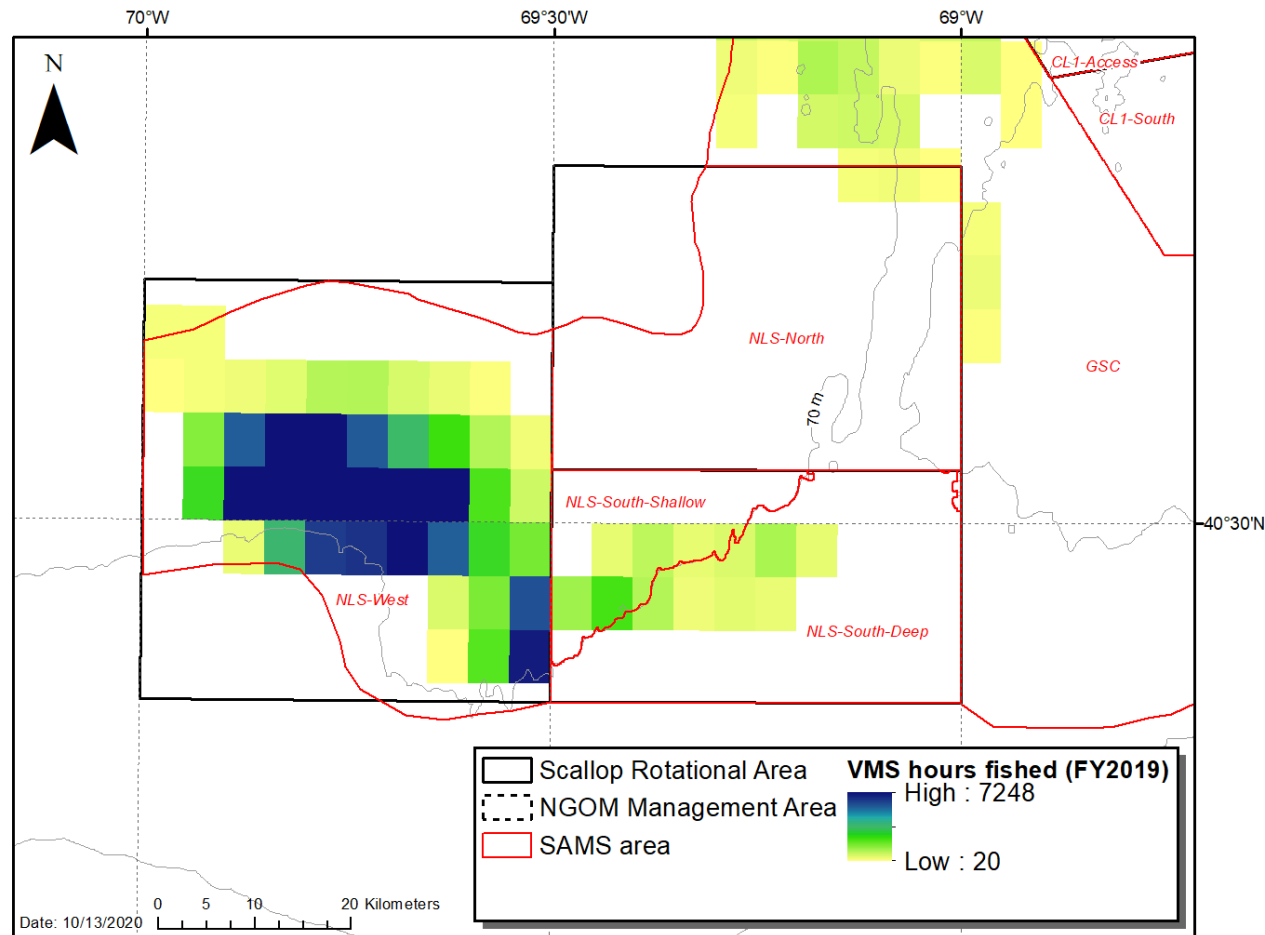 70°W
69°30'W
69°W
N
CL1-Access
CL1-South
NLS-North
GSC
70 m
NLS-South-Shallow
40°30'N
NLS-West
NLS-South-Deep
Scallop Rotational Area
NGOM Management Area
SAMS area
VMS hours fished (FY2019)
High : 7248
Low : 20
0 5 10 20 Kilometers
Date: 10/13/2020